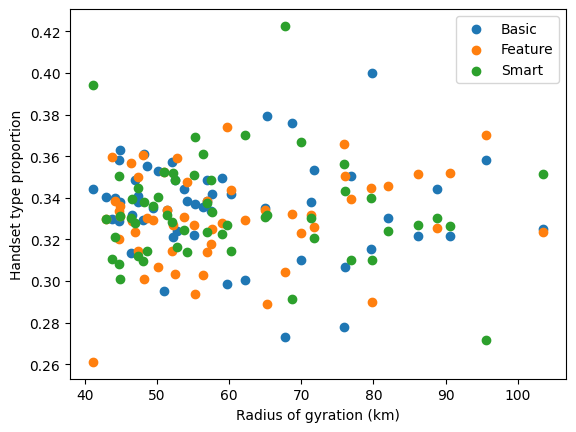 Basic
Feature
Smart
0.42
0.40
0.38
0.36
0.34
0.32
0.30
0.28
0.26
Handset type proportion
40 50 60 70 80 90 100
Radius of gyration (km)